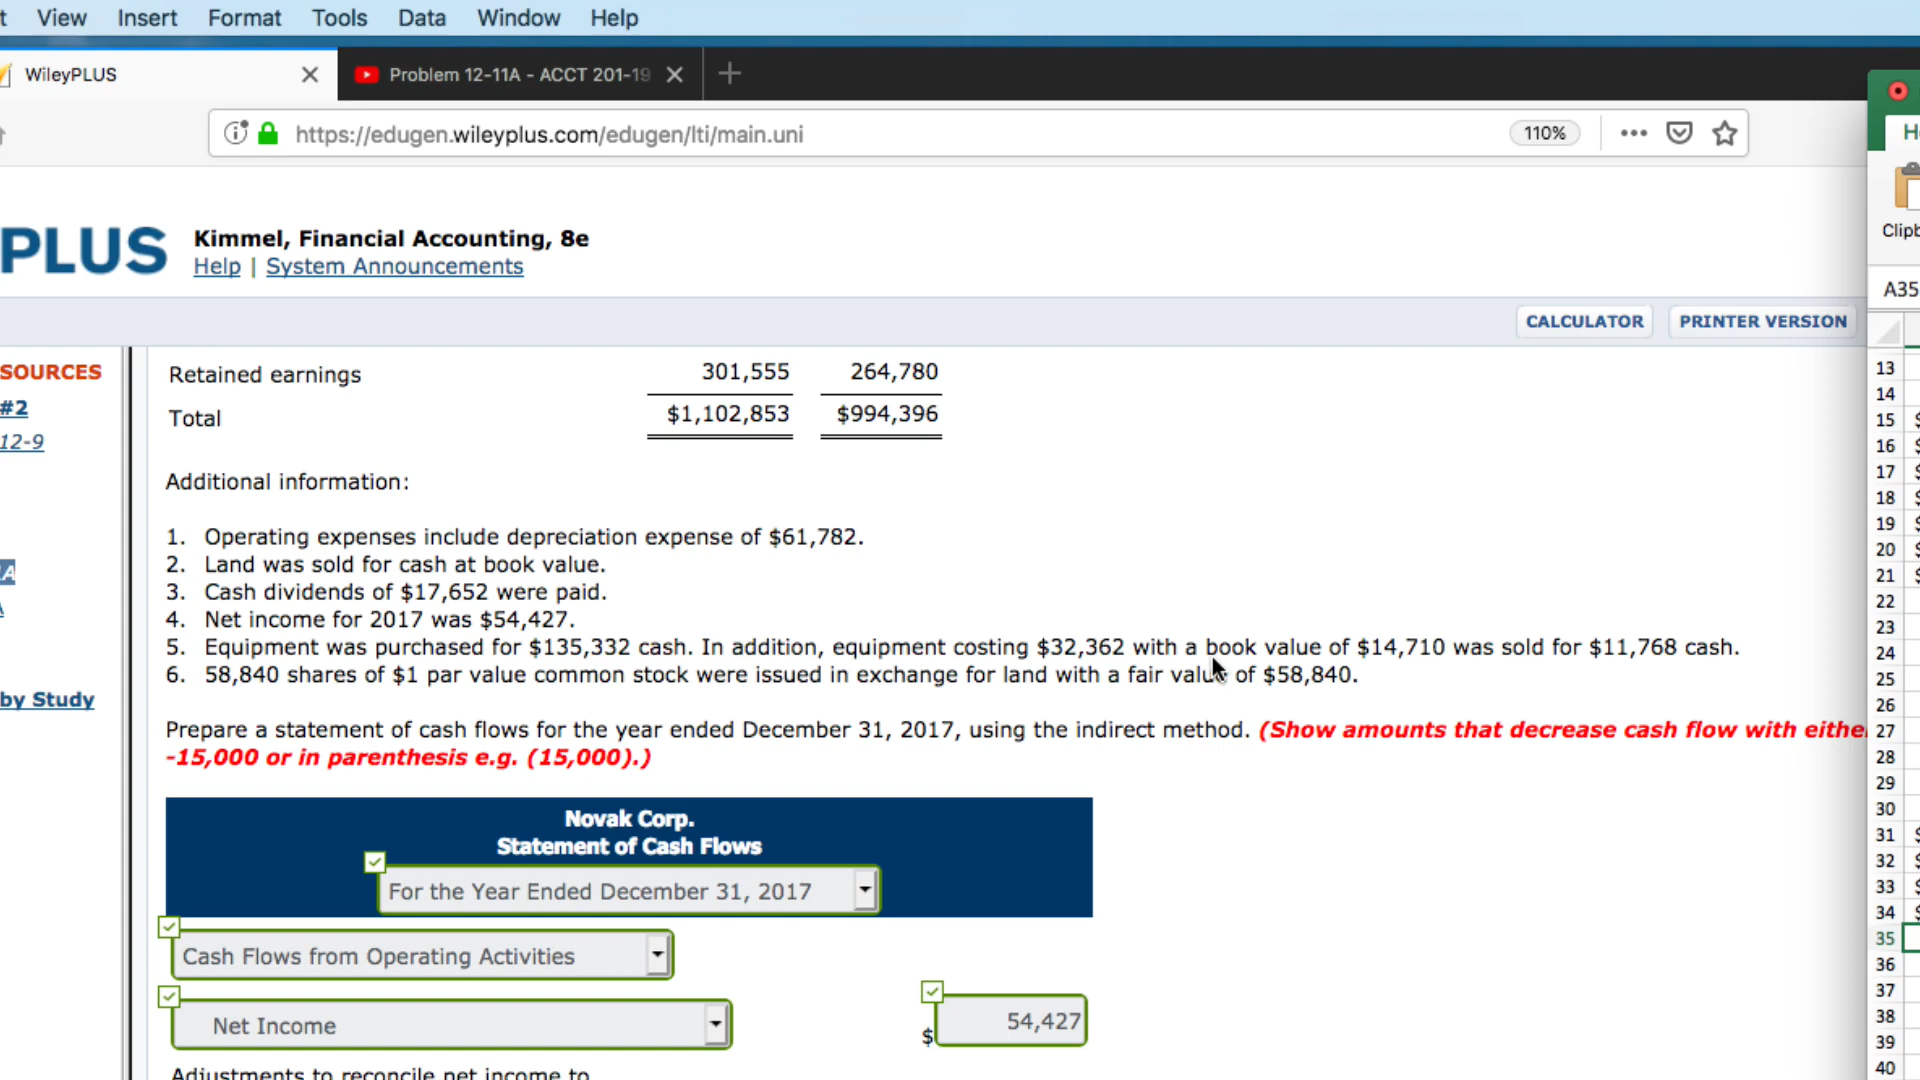 t View Insert Format Tools Data Window Help
WileyPLUS
Problem 12-11A - ACCT 201-19
https://edugen.wileyplus.com/edugen/lti/main.uni
110%
PLUS
Kimmel, Financial Accounting, 8e
Help | System Announcements
Clipb
A35
CALCULATOR PRINTER VERSION
SOURCES
#2
12-9
A
by Study
Retained earnings 301,555 264,780
Total $1,102,853 $994,396
Additional information:
1. Operating expenses include depreciation expense of $61,782.
2. Land was sold for cash at book value.
3. Cash dividends of $17,652 were paid.
4. Net income for 2017 was $54,427.
5. Equipment was purchased for $135,332 cash. In addition, equipment costing $32,362 with a book value of $14,710 was sold for $11,768 cash.
6. 58,840 shares of $1 par value common stock were issued in exchange for land with a fair value of $58,840.
Prepare a statement of cash flows for the year ended December 31, 2017, using the indirect method. (Show amounts that decrease cash flow with eithe
-15,000 or in parenthesis e.g. (15,000).)
Novak Corp.
Statement of Cash Flows
For the Year Ended December 31, 2017
Cash Flows from Operating Activities
Net Income $ 54,427
Adjustments to reconcile net income to
13
14
15 $
16 $
17 $
18 $
19 $
20 $
21 $
22
23
24
25
26
27
28
29
30
31 $
32 $
33 $
34 $
35
36
37
38
39
40